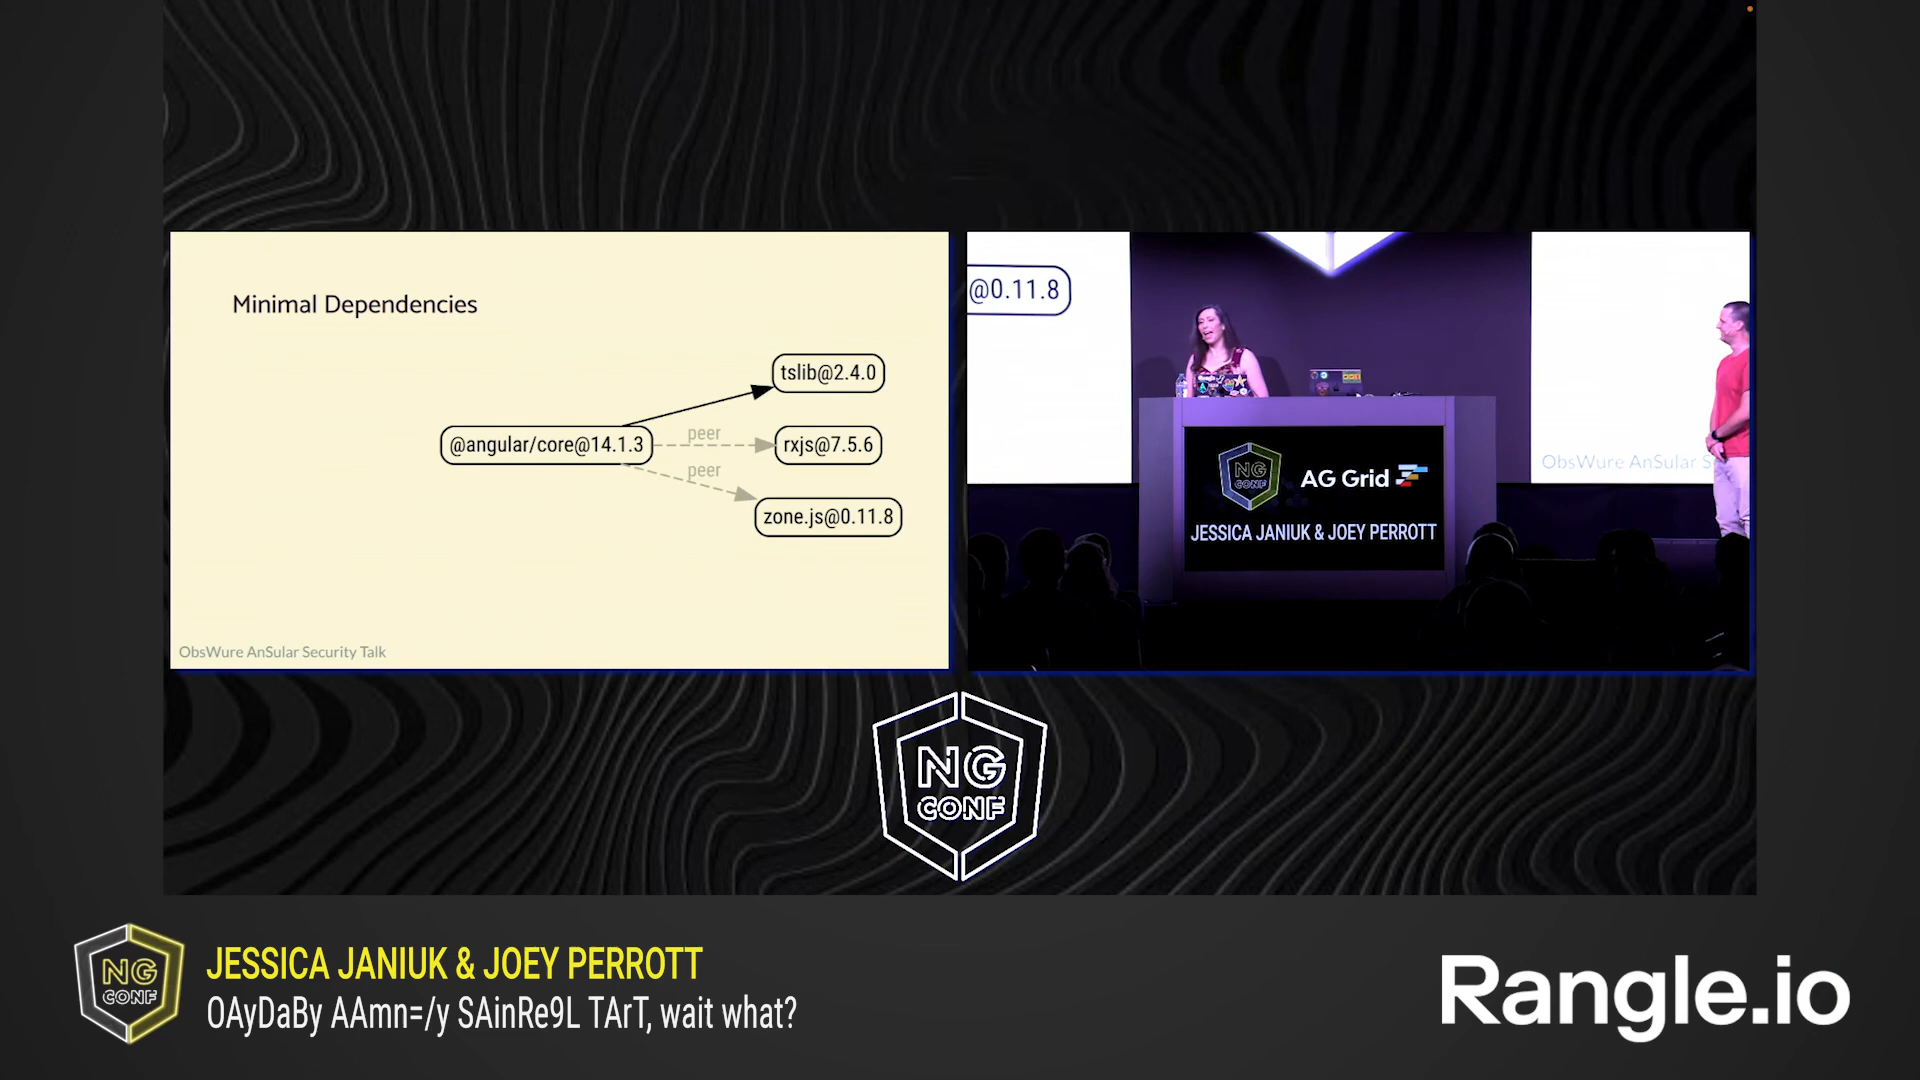 Minimal Dependencies
tslib@2.4.0
@angular/core@14.1.3
peer
rxjs@7.5.6
peer
zone.js@0.11.8
ObsWure AnSular Security Talk
@0.11.8
ObsWure AnSular S
NG
CONF
AG Grid
JESSICA JANIUK & JOEY PERROTT
NG
CONF
NG
CONF
JESSICA JANIUK & JOEY PERROTT
OAyDaBy AAmn=/y SAinRe9L TArT, wait what?
Rangle.io